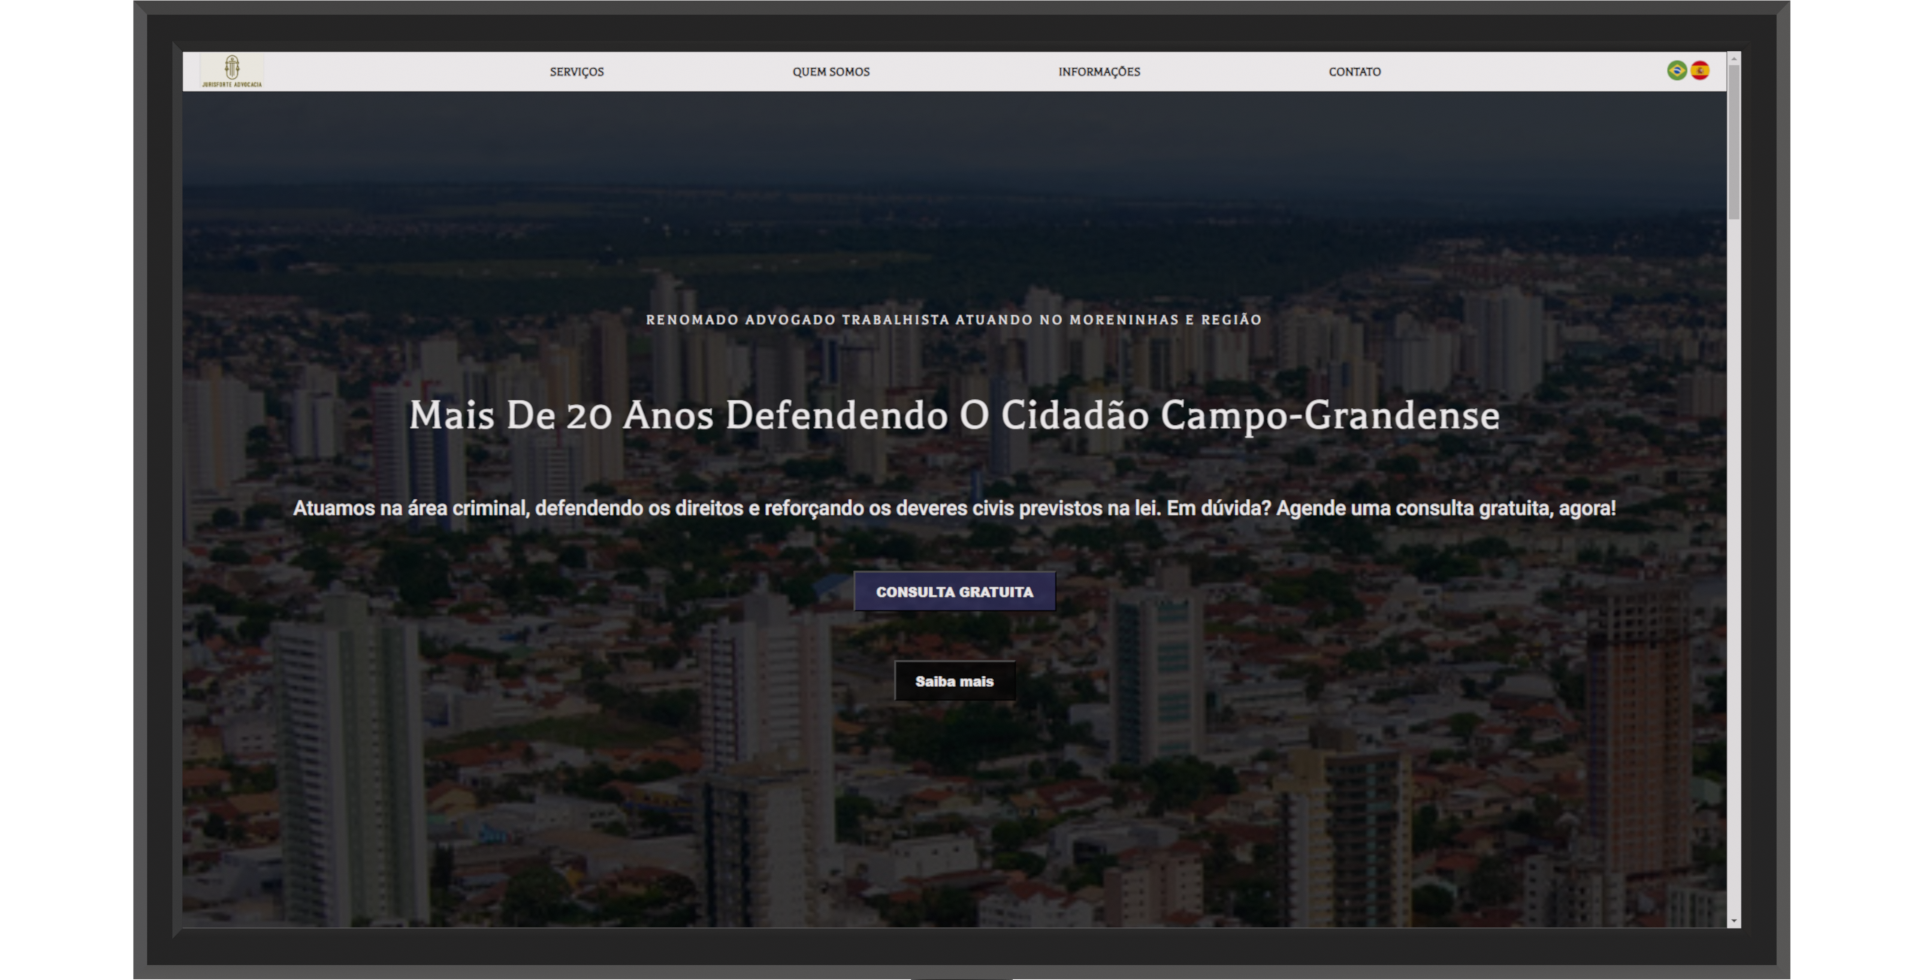 JURISFORTE ADVOCACIA
SERVIÇOS
QUEM SOMOS
INFORMAÇÕES
CONTATO
RENOMADO ADVOGADO TRABALHISTA ATUANDO NO MORENINHAS E REGIÃO
Mais De 20 Anos Defendendo O Cidadão Campo-Grandense
Atuamos na área criminal, defendendo os direitos e reforçando os deveres civis previstos na lei. Em dúvida? Agende uma consulta gratuita, agora!
CONSULTA GRATUITA
Saiba mais